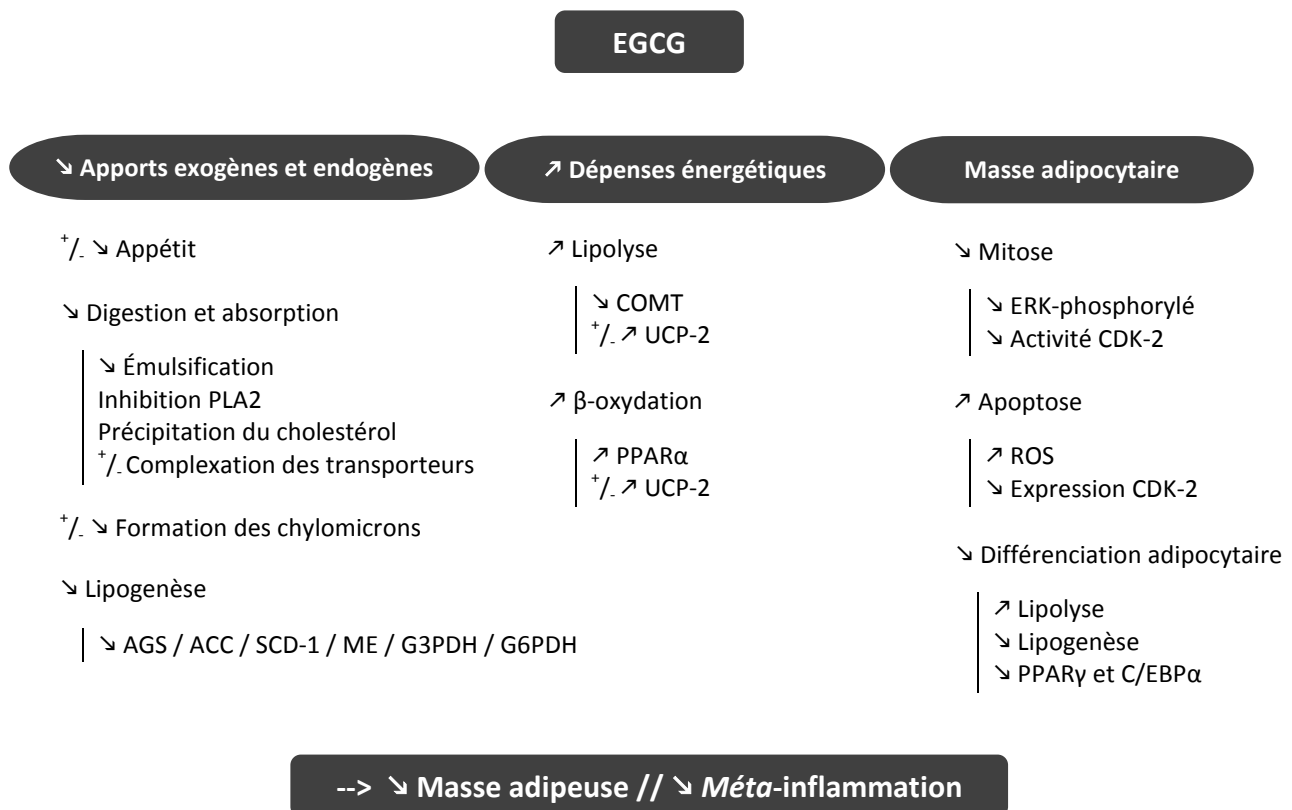 EGCG
↘ Apports exogènes et endogènes
+/- ↘ Appétit
↘ Digestion et absorption
↘ Émulsification
Inhibition PLA2
Précipitation du cholestérol
+/- Complexation des transporteurs
+/- ↘ Formation des chylomicrons
↘ Lipogenèse
↘ AGS / ACC / SCD-1 / ME / G3PDH / G6PDH
↗ Dépenses énergétiques
↗ Lipolyse
↘ COMT
+/- ↗ UCP-2
↗ β-oxydation
↗ PPARα
+/- ↗ UCP-2
Masse adipocytaire
↘ Mitose
↘ ERK-phosphorylé
↘ Activité CDK-2
↗ Apoptose
↗ ROS
↘ Expression CDK-2
↘ Différenciation adipocytaire
↗ Lipolyse
↘ Lipogenèse
↘ PPARγ et C/EBPα
--> ↘ Masse adipeuse // ↘ Méta-inflammation